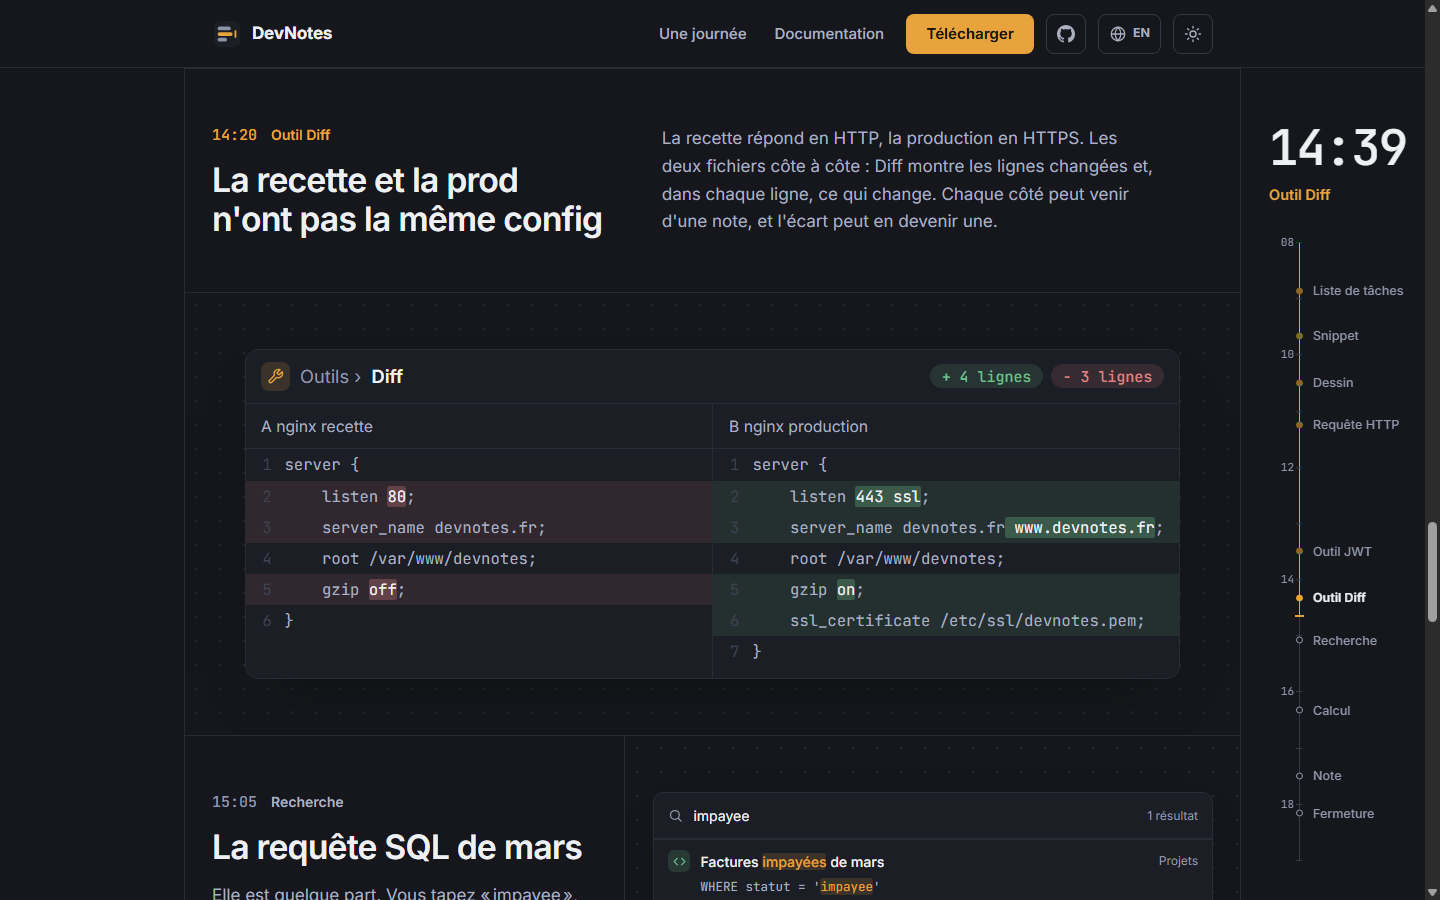 DevNotes
Une journée
Documentation
Télécharger
EN
14:20 Outil Diff
La recette et la prod
n'ont pas la même config
La recette répond en HTTP, la production en HTTPS. Les
deux fichiers côte à côte : Diff montre les lignes changées et,
dans chaque ligne, ce qui change. Chaque côté peut venir
d'une note, et l'écart peut en devenir une.
Outils › Diff
+ 4 lignes
- 3 lignes
A nginx recette
1 server {
2 listen 80;
3 server_name devnotes.fr;
4 root /var/www/devnotes;
5 gzip off;
6 }
B nginx production
1 server {
2 listen 443 ssl;
3 server_name devnotes.fr www.devnotes.fr;
4 root /var/www/devnotes;
5 gzip on;
6 ssl_certificate /etc/ssl/devnotes.pem;
7 }
15:05 Recherche
La requête SQL de mars
Elle est quelque part. Vous tapez « impayee »,
impayee
1 résultat
Factures impayées de mars
Projets
WHERE statut = 'impayee'
14:39
Outil Diff
08
Liste de tâches
Snippet
10
Dessin
Requête HTTP
12
Outil JWT
14
Outil Diff
Recherche
16
Calcul
Note
18
Fermeture